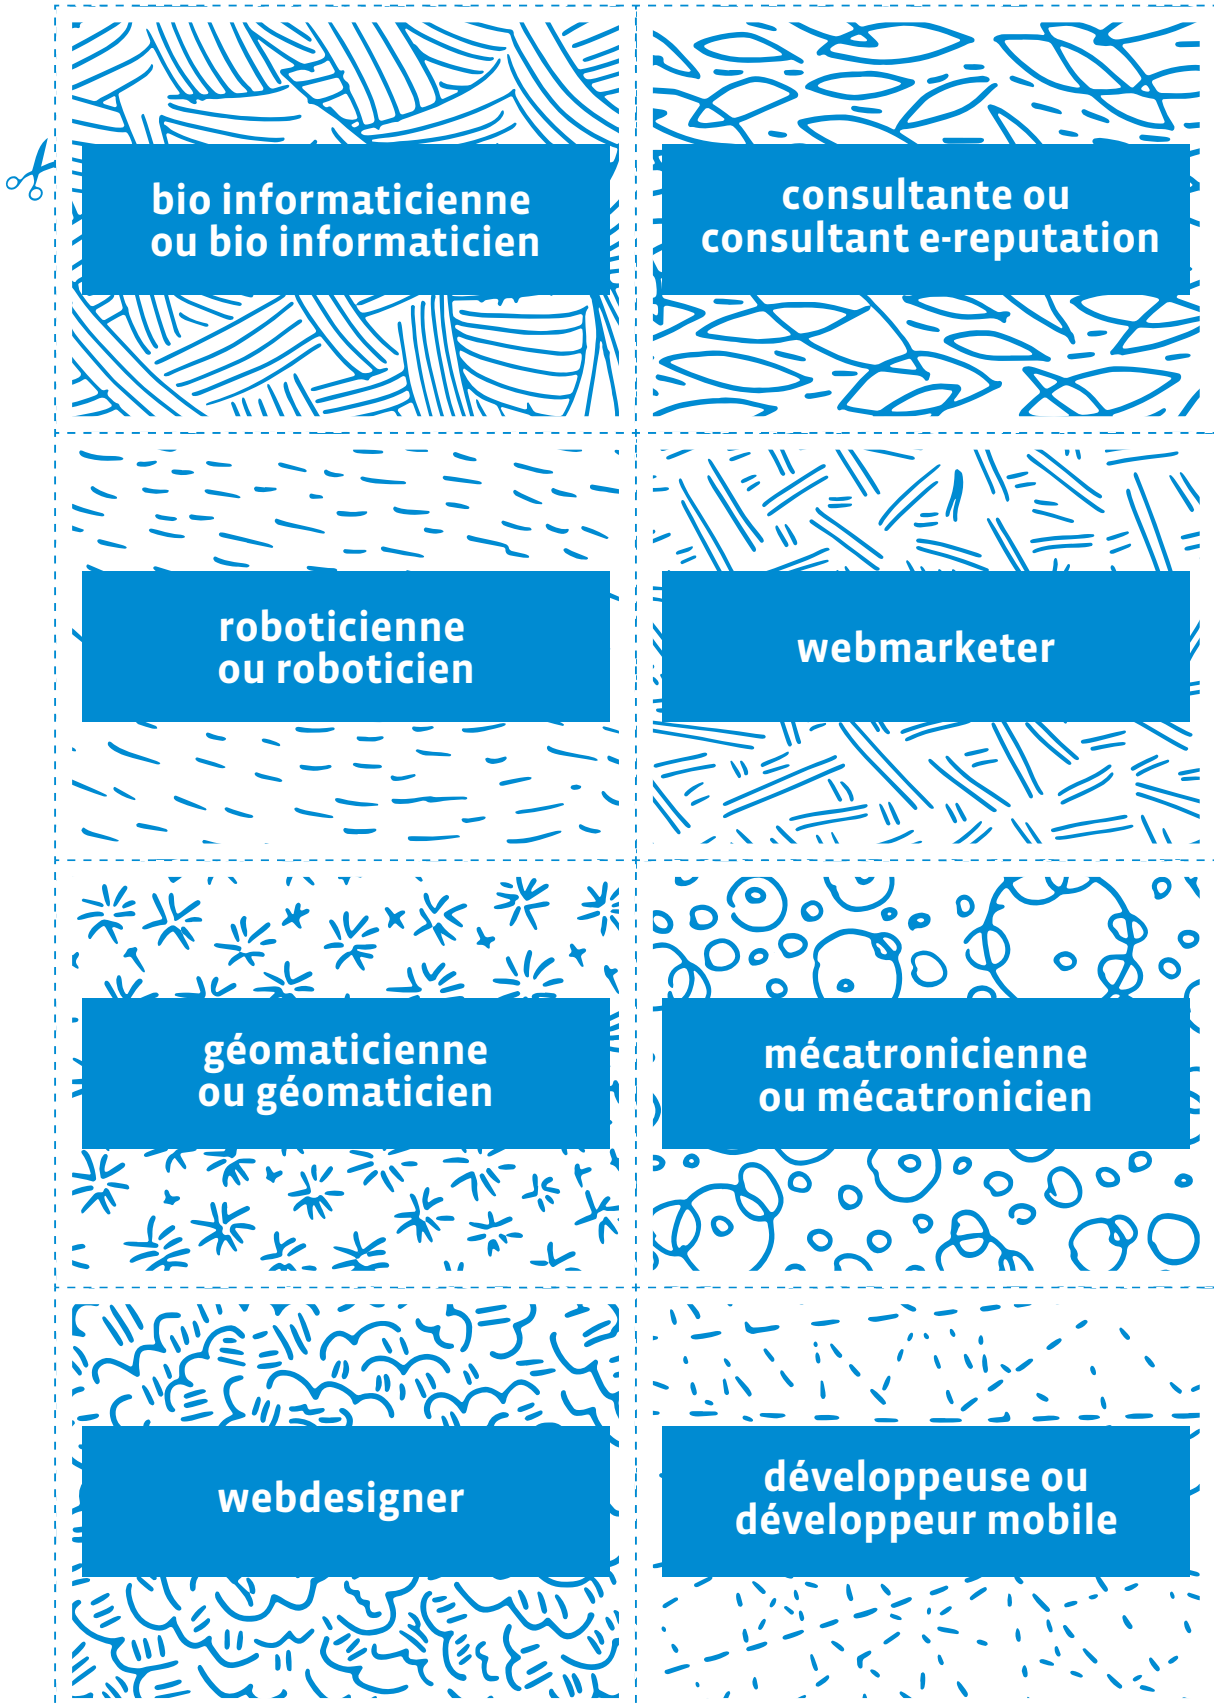 bio informaticienne
ou bio informaticien
consultante ou
consultant e-reputation
roboticienne
ou roboticien
webmarketer
géomaticienne
ou géomaticien
mécatronicienne
ou mécatronicien
webdesigner
développeuse ou
développeur mobile